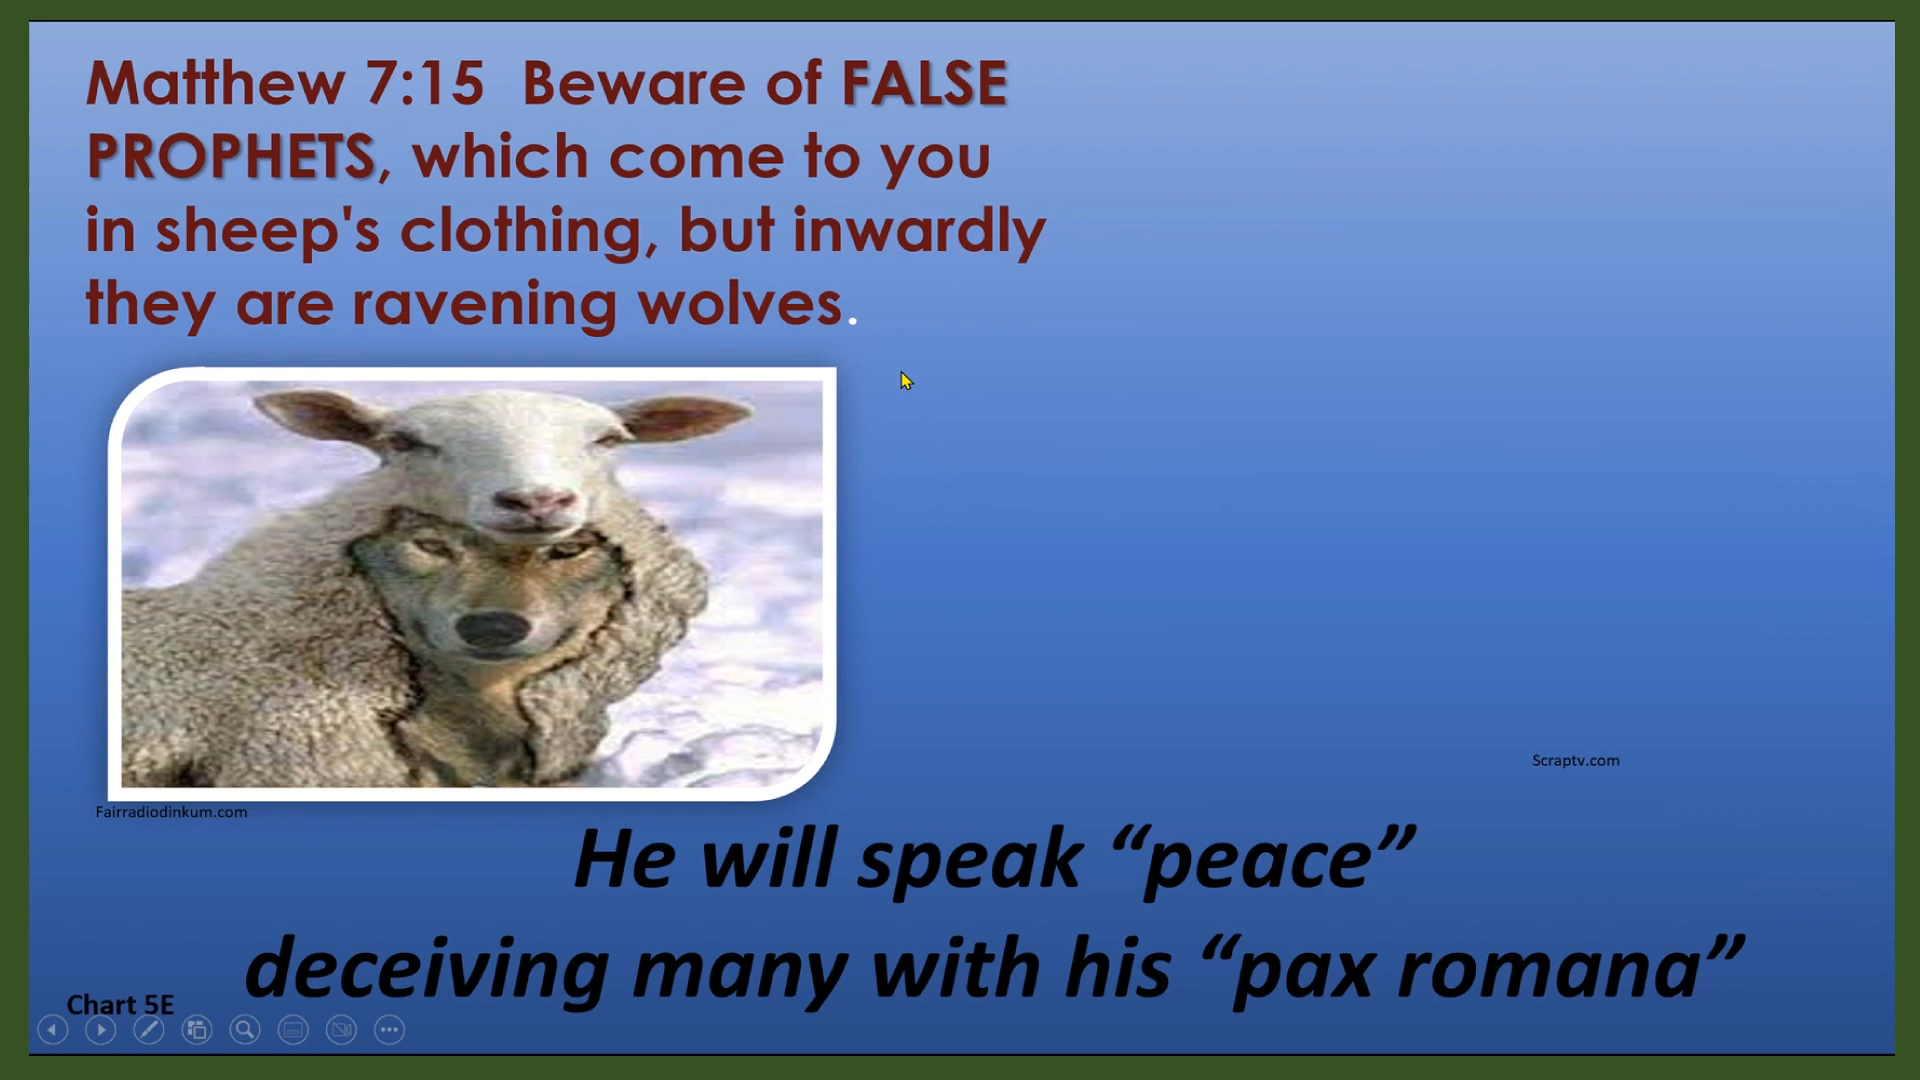 Matthew 7:15  Beware of FALSE
PROPHETS, which come to you
in sheep's clothing, but inwardly
they are ravening wolves.
Scraptv.com
Fairradiodinkum.com
He will speak “peace”
deceiving many with his “pax romana”
Chart 5E